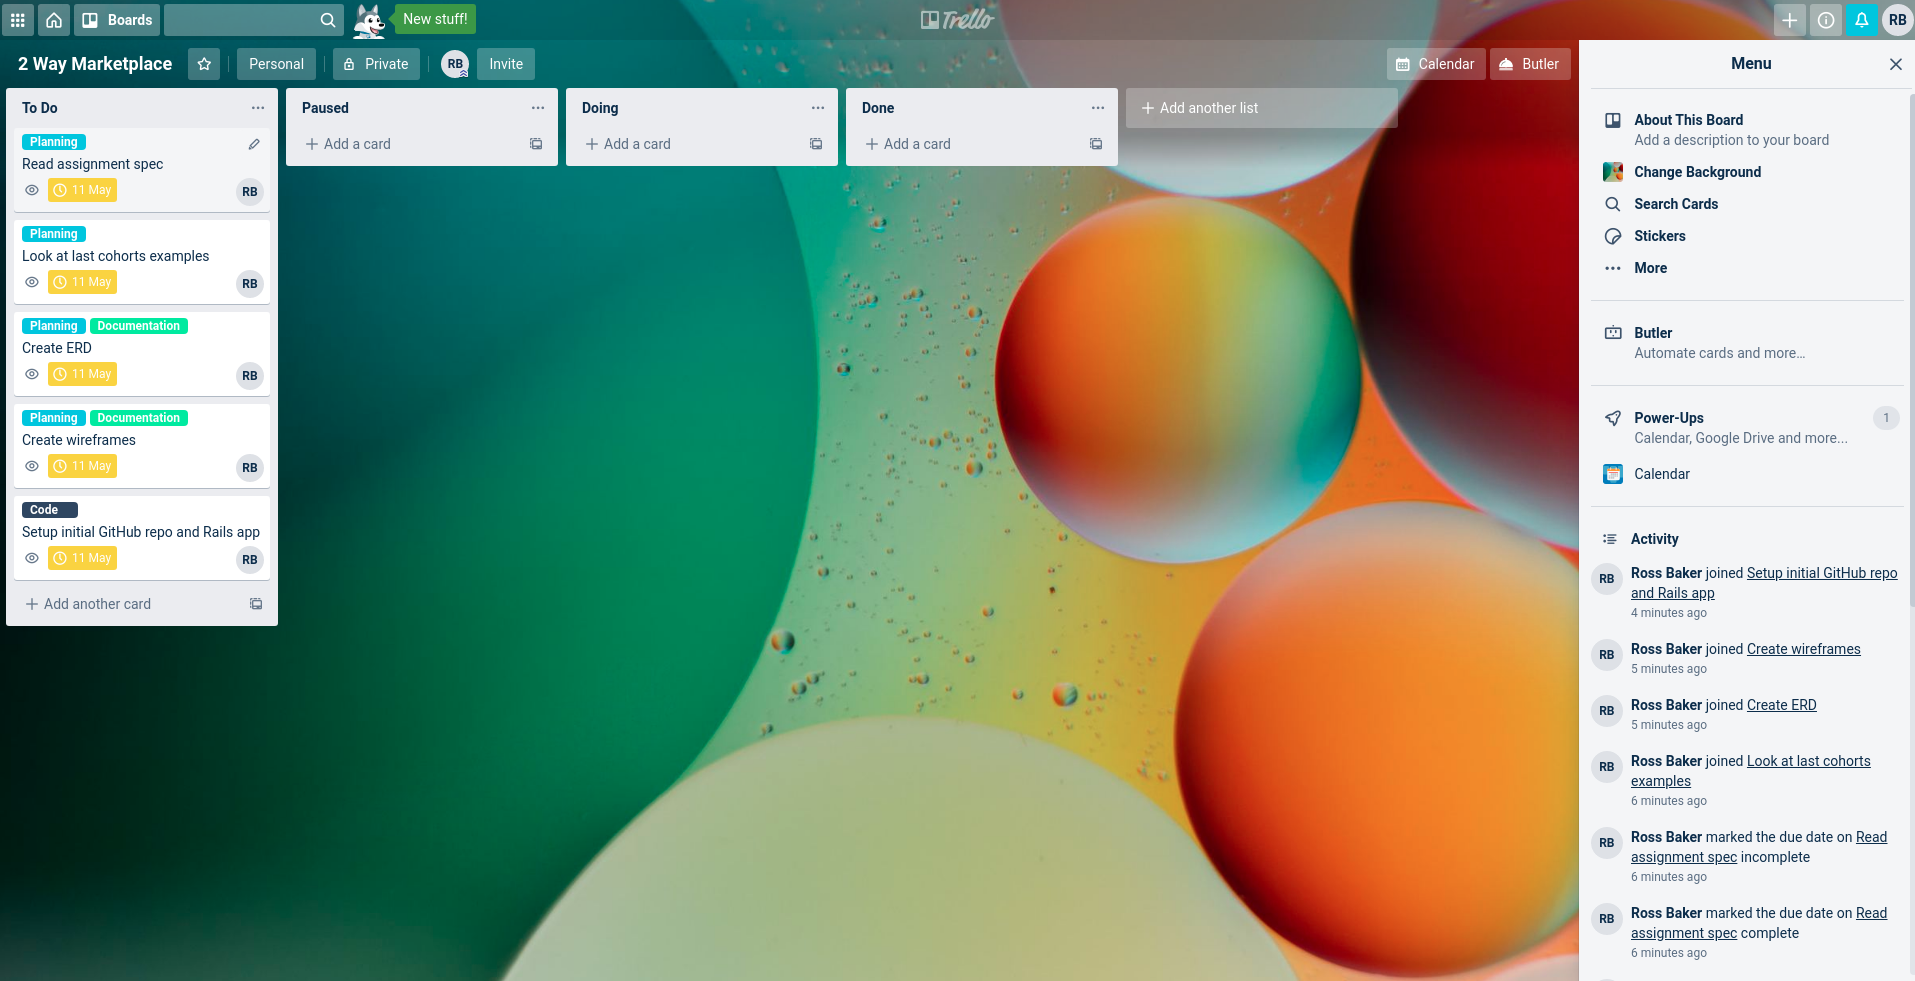 Boards
New stuff!
Trello
RB
2 Way Marketplace
Personal
Private
RB
Invite
Calendar
Butler
To Do
Planning
Read assignment spec
11 May
RB
Planning
Look at last cohorts examples
11 May
RB
Planning Documentation
Create ERD
11 May
RB
Planning Documentation
Create wireframes
11 May
RB
Code
Setup initial GitHub repo and Rails app
11 May
RB
Add another card
Paused
Add a card
Doing
Add a card
Done
Add a card
Add another list
Menu
About This Board
Add a description to your board
Change Background
Search Cards
Stickers
More
Butler
Automate cards and more...
Power-Ups
1
Calendar, Google Drive and more...
Calendar
Activity
RB
Ross Baker joined Setup initial GitHub repo
and Rails app
4 minutes ago
RB
Ross Baker joined Create wireframes
5 minutes ago
RB
Ross Baker joined Create ERD
5 minutes ago
RB
Ross Baker joined Look at last cohorts
examples
6 minutes ago
RB
Ross Baker marked the due date on Read
assignment spec incomplete
6 minutes ago
RB
Ross Baker marked the due date on Read
assignment spec complete
6 minutes ago